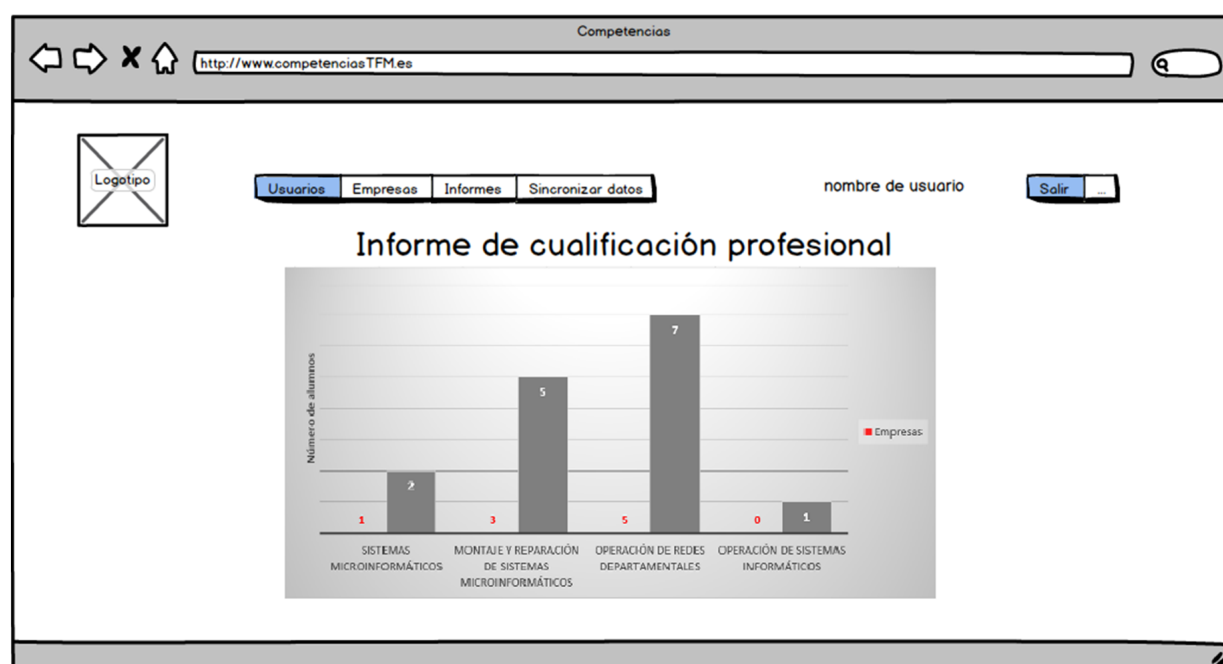 Competencias
http://www.competenciasTFM.es
Logotipo
Usuarios Empresas Informes Sincronizar datos
nombre de usuario
Salir ...
Informe de cualificación profesional
Número de alumnos
1 2 3 5 5 7 0 1
Empresas
SISTEMAS
MICROINFORMÁTICOS
MONTAJE Y REPARACIÓN
DE SISTEMAS
MICROINFORMÁTICOS
OPERACIÓN DE REDES
DEPARTAMENTALES
OPERACIÓN DE SISTEMAS
INFORMÁTICOS